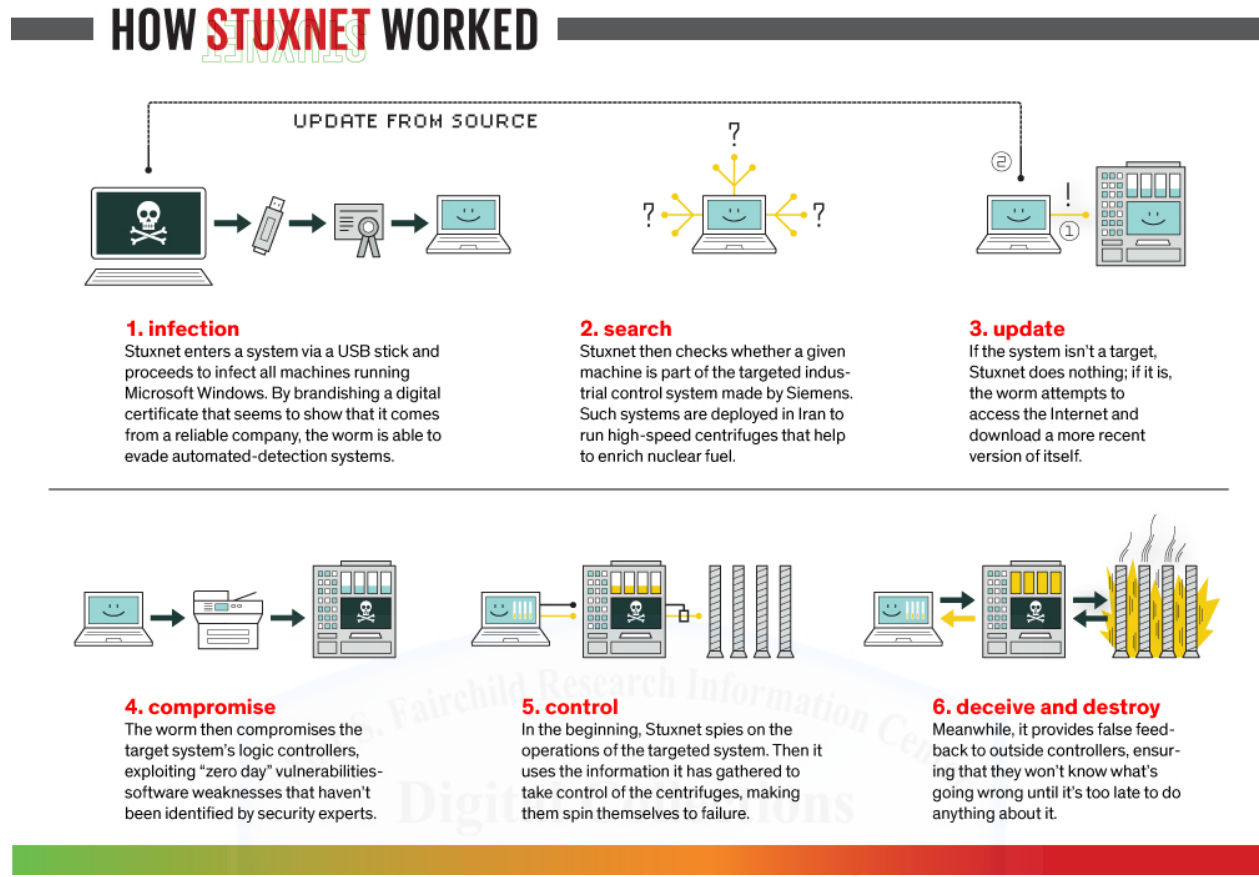 HOW STUXNET WORKED
STUXNET
UPDATE FROM SOURCE
?
?
?
2
!
1
1. infection
Stuxnet enters a system via a USB stick and
proceeds to infect all machines running
Microsoft Windows. By brandishing a digital
certificate that seems to show that it comes
from a reliable company, the worm is able to
evade automated-detection systems.
2. search
Stuxnet then checks whether a given
machine is part of the targeted indus-
trial control system made by Siemens.
Such systems are deployed in Iran to
run high-speed centrifuges that help
to enrich nuclear fuel.
3. update
If the system isn't a target,
Stuxnet does nothing; if it is,
the worm attempts to
access the Internet and
download a more recent
version of itself.
4. compromise
The worm then compromises the
target system's logic controllers,
exploiting "zero day" vulnerabilities-
software weaknesses that haven't
been identified by security experts.
5. control
In the beginning, Stuxnet spies on the
operations of the targeted system. Then it
uses the information it has gathered to
take control of the centrifuges, making
them spin themselves to failure.
6. deceive and destroy
Meanwhile, it provides false feed-
back to outside controllers, ensur-
ing that they won't know what's
going wrong until it's too late to do
anything about it.
S. Fairchild Research Information